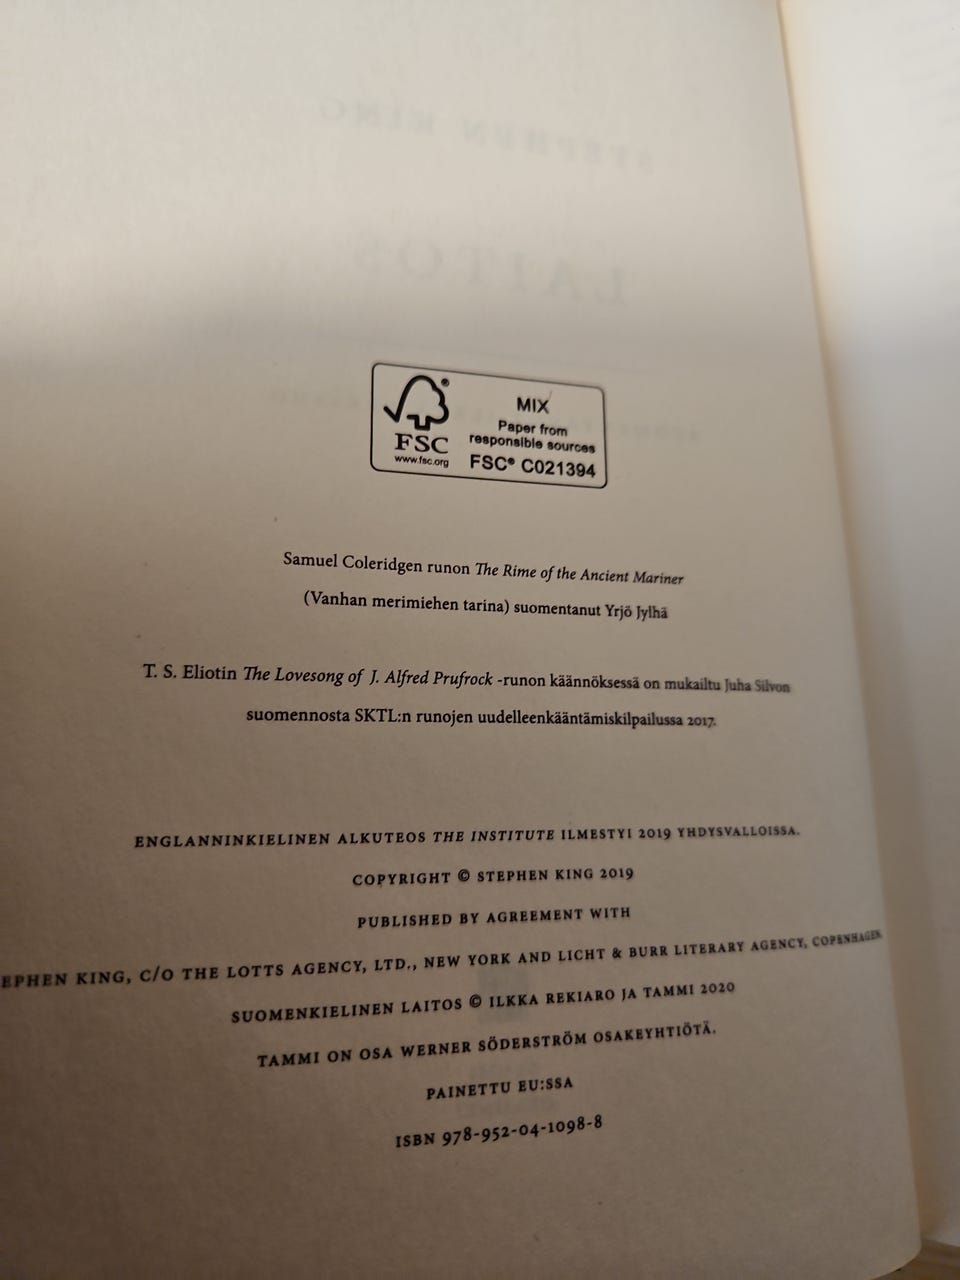 STEPHEN KING
LAITOS
FSC
www.fsc.org
MIX
Paper from
responsible sources
FSC® C021394
Samuel Coleridgen runon The Rime of the Ancient Mariner
(Vanhan merimiehen tarina) suomentanut Yrjö Jylhä
T. S. Eliotin The Lovesong of J. Alfred Prufrock -runon käännöksessä on mukailtu Juha Silvon
suomennosta SKTL:n runojen uudelleenkääntämiskilpailussa 2017.
ENGLANNINKIELINEN ALKUTEOS THE INSTITUTE ILMESTYI 2019 YHDYSVALLOISSA.
COPYRIGHT © STEPHEN KING 2019
PUBLISHED BY AGREEMENT WITH
EPHEN KING, C/O THE LOTTS AGENCY, LTD., NEW YORK AND LICHT & BURR LITERARY AGENCY, COPENHAGEN.
SUOMENKIELINEN LAITOS © ILKKA REKIARO JA TAMMI 2020
TAMMI ON OSA WERNER SÖDERSTRÖM OSAKEYHTIÖTÄ.
PAINETTU EU:SSA
ISBN 978-952-04-1098-8